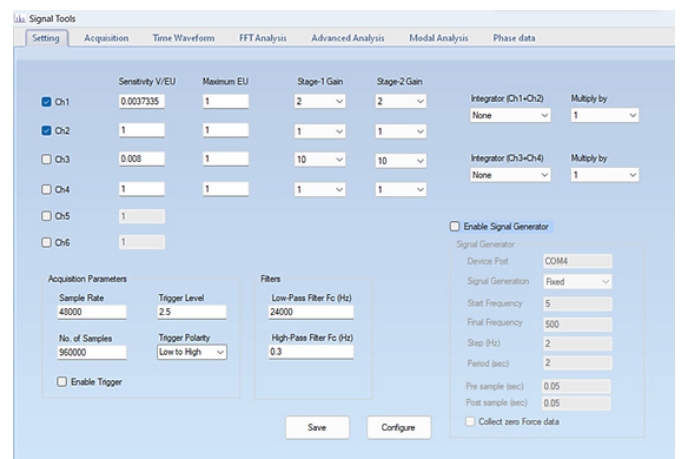 Signal Tools
Setting Acquisition Time Waveform FFT Analysis Advanced Analysis Modal Analysis Phase data
Sensitivity V/EU Maximum EU Stage-1 Gain Stage-2 Gain
Ch1 0.0037335 1 2 2
Integrator (Ch1+Ch2) Multiply by
None 1
Ch2 1 1 1 1
Ch3 0.008 1 10 10
Integrator (Ch3+Ch4) Multiply by
None 1
Ch4 1 1 1 1
Ch5 1
Ch6 1
Enable Signal Generator
Signal Generator
Device Port COM4
Signal Generation Fixed
Start Frequency 5
Final Frequency 500
Step (Hz) 2
Period (sec) 2
Pre sample (sec) 0.05
Post sample (sec) 0.05
Collect zero Force data
Acquisition Parameters
Sample Rate Trigger Level
48000 2.5
No. of Samples Trigger Polarity
960000 Low to High
Enable Trigger
Filters
Low-Pass Filter Fc (Hz)
24000
High-Pass Filter Fc (Hz)
0.3
Save Configure